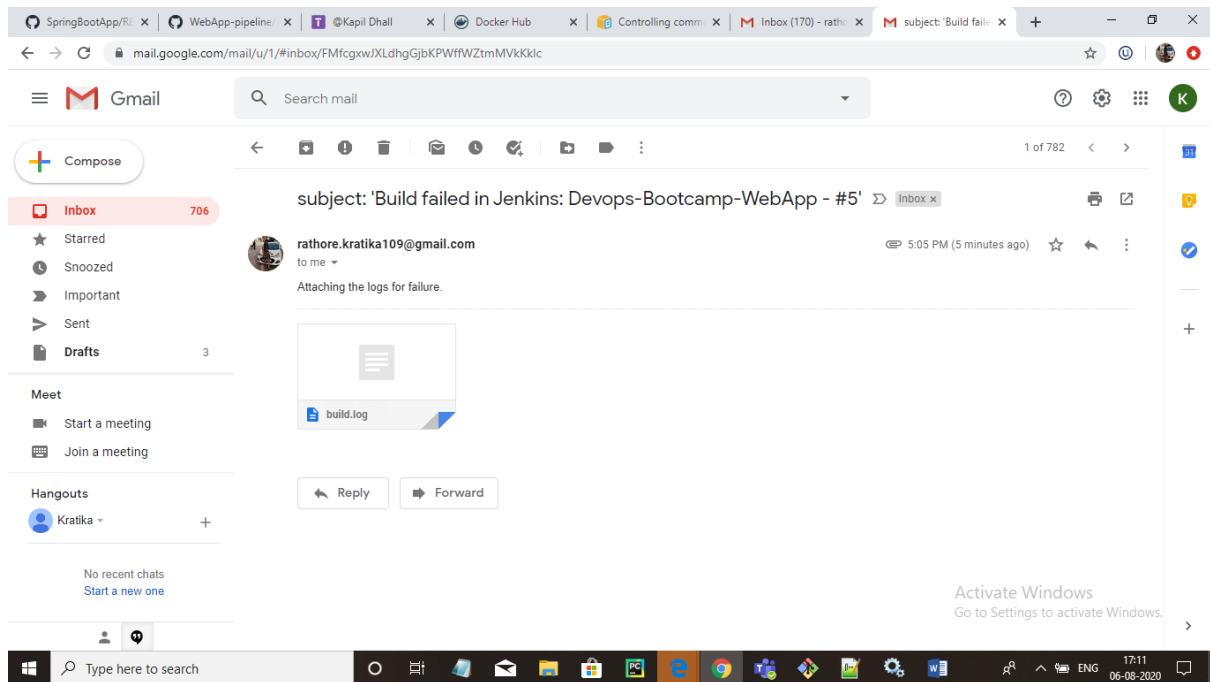 SpringBootApp/RE
WebApp-pipeline/
T
@Kapil Dhall
Docker Hub
Controlling comm
Inbox (170) - ratho
subject: 'Build faile
mail.google.com/mail/u/1/#inbox/FMfcgxwJXLdhgGjbKPWffWZtmMVkKklc
Gmail
Search mail
K
Compose
1 of 782
31
subject: 'Build failed in Jenkins: Devops-Bootcamp-WebApp - #5'
Inbox x
Inbox 706
Starred
Snoozed
Important
Sent
Drafts 3
rathore.kratika109@gmail.com
5:05 PM (5 minutes ago)
to me
Attaching the logs for failure.
build.log
Meet
Start a meeting
Join a meeting
Reply
Forward
Hangouts
Kratika
No recent chats
Start a new one
Activate Windows
Go to Settings to activate Windows.
Type here to search
PC
ENG
17:11
06-08-2020